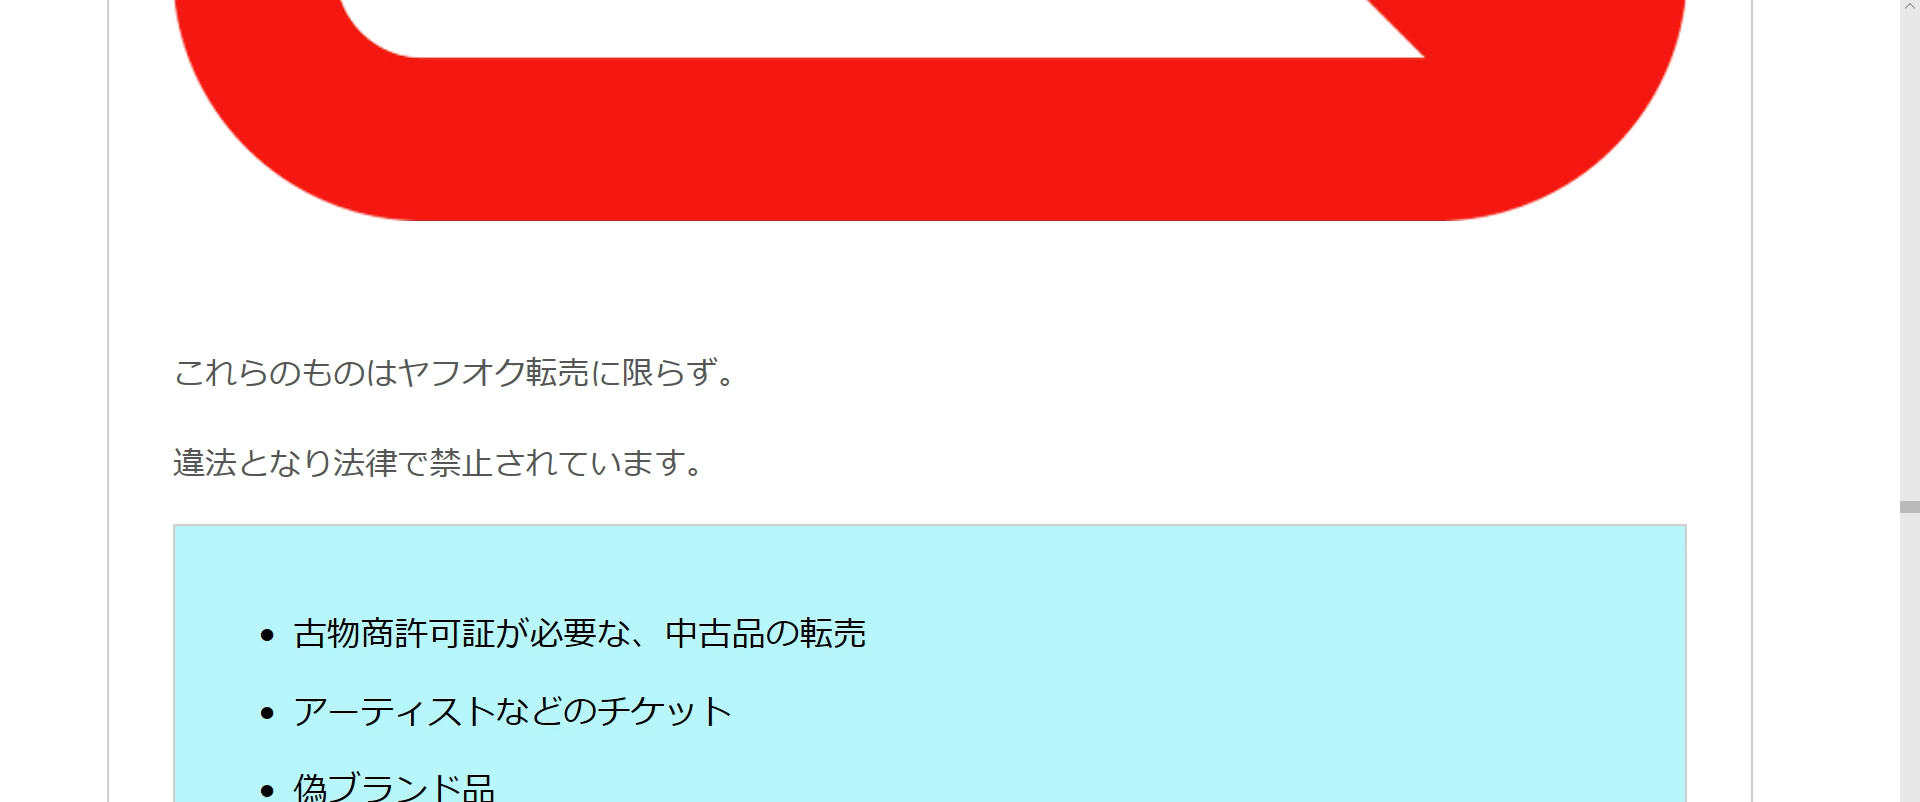 これらのものはヤフオク転売に限らず。
違法となり法律で禁止されています。
古物商許可証が必要な、中古品の転売
アーティストなどのチケット
偽ブランド品